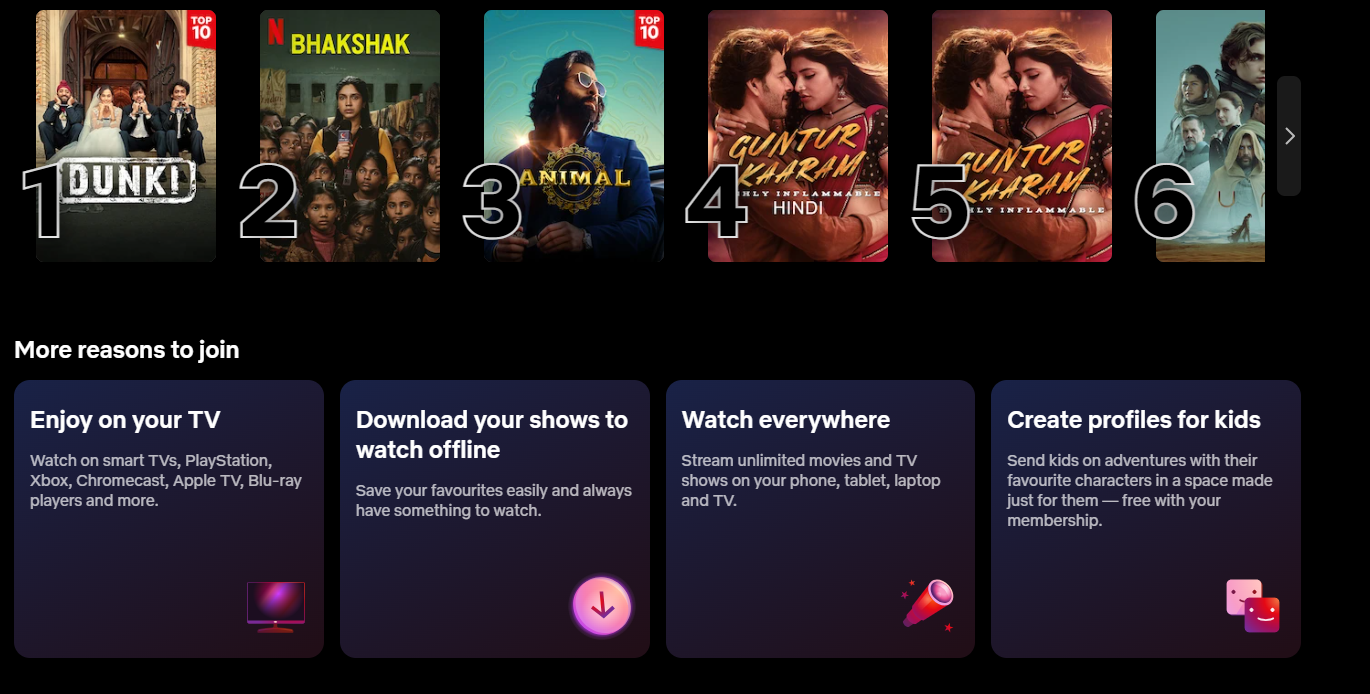 TOP
10
TOP
10
N
BHAKSHAK
DUNKI
ANIMAL
GUNTUR
KAARAM
HLY INFLAMMABLE
HINDI
GUNTUR
KAARAM
H LY INFLAMMABLE
1
2
3
4
5
6
More reasons to join
Enjoy on your TV
Watch on smart TVs, PlayStation,
Xbox, Chromecast, Apple TV, Blu-ray
players and more.
Download your shows to
watch offline
Save your favourites easily and always
have something to watch.
Watch everywhere
Stream unlimited movies and TV
shows on your phone, tablet, laptop
and TV.
Create profiles for kids
Send kids on adventures with their
favourite characters in a space made
just for them — free with your
membership.